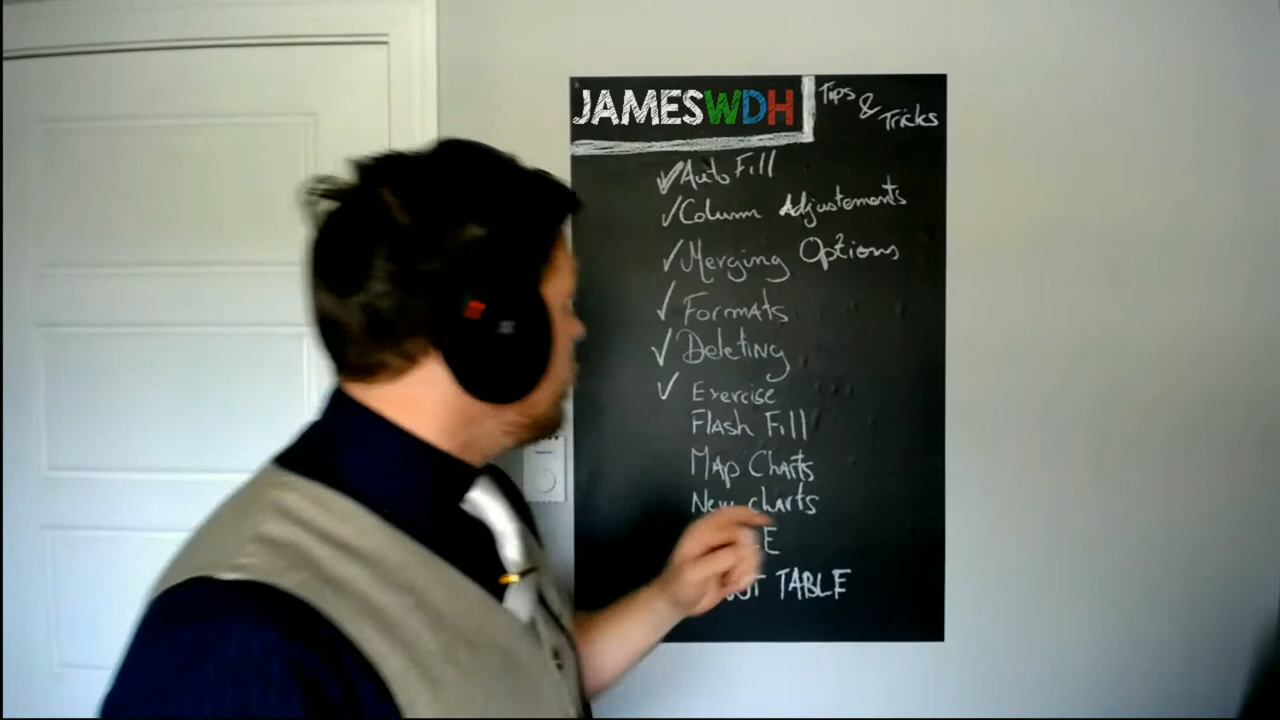 JAMESWDH
Tips
&
Tricks
Auto Fill
Column Adjustements
Merging Options
Formats
Deleting
Exercise
Flash Fill
Map Charts
New charts
TABLE